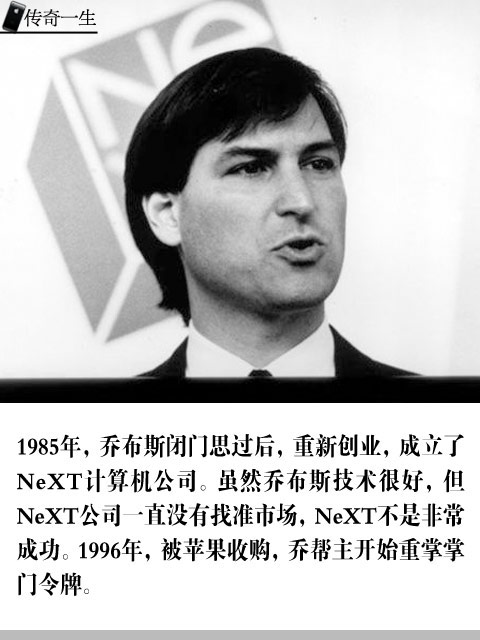 传奇一生
Ne
1985年，乔布斯闭门思过后，重新创业，成立了
NeXT计算机公司。虽然乔布斯技术很好，但
NeXT公司一直没有找准市场，NeXT不是非常
成功。1996年，被苹果收购，乔帮主开始重掌掌
门令牌。